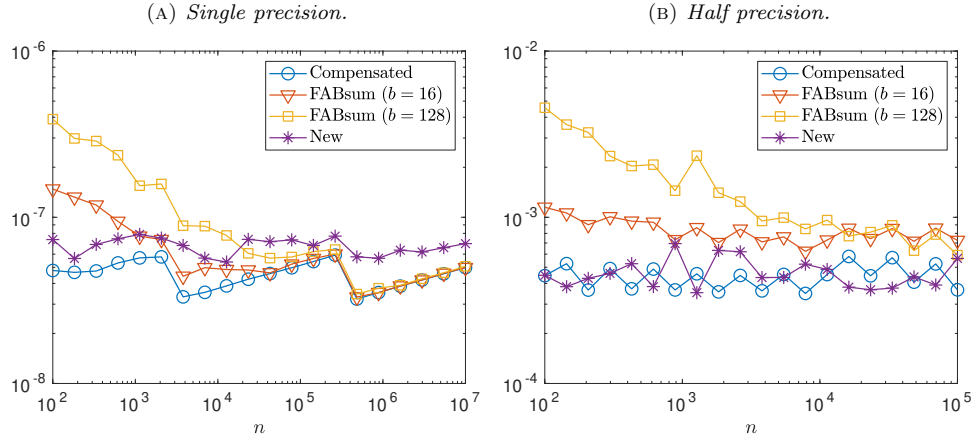 (A) Single precision.
10^-6
10^-7
10^-8
10^2 10^3 10^4 10^5 10^6 10^7
n
Compensated
FABsum (b = 16)
FABsum (b = 128)
New
(B) Half precision.
10^-2
10^-3
10^-4
10^2 10^3 10^4 10^5
n
Compensated
FABsum (b = 16)
FABsum (b = 128)
New